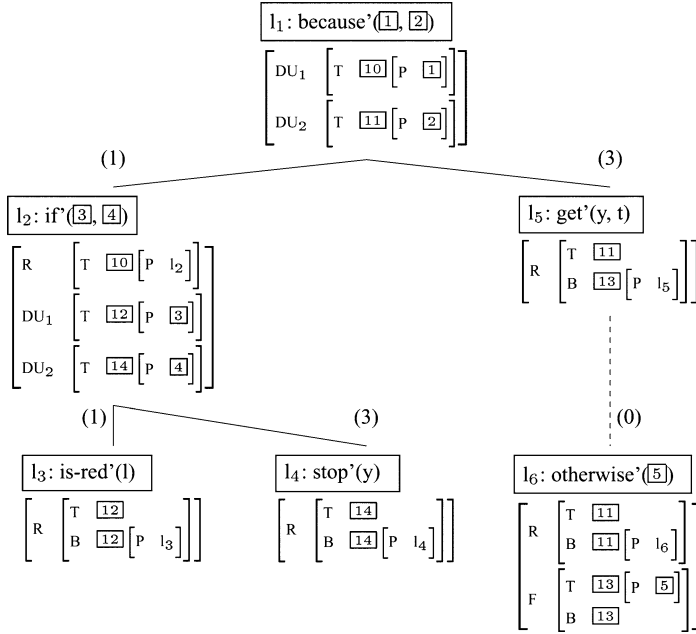 l₁: because’(1, 2)
DU₁ T 10 P 1
DU₂ T 11 P 2
(1) (3)
l₂: if’(3, 4) l₅: get’(y, t)
R T 10 P l₂
DU₁ T 12 P 3
DU₂ T 14 P 4
R T 11
B 13 P l₅
(1) (3) (0)
l₃: is-red’(l) l₄: stop’(y) l₆: otherwise’(5)
R T 12
B 12 P l₃
R T 14
B 14 P l₄
R T 11
B 11 P l₆
F T 13 P 5
B 13